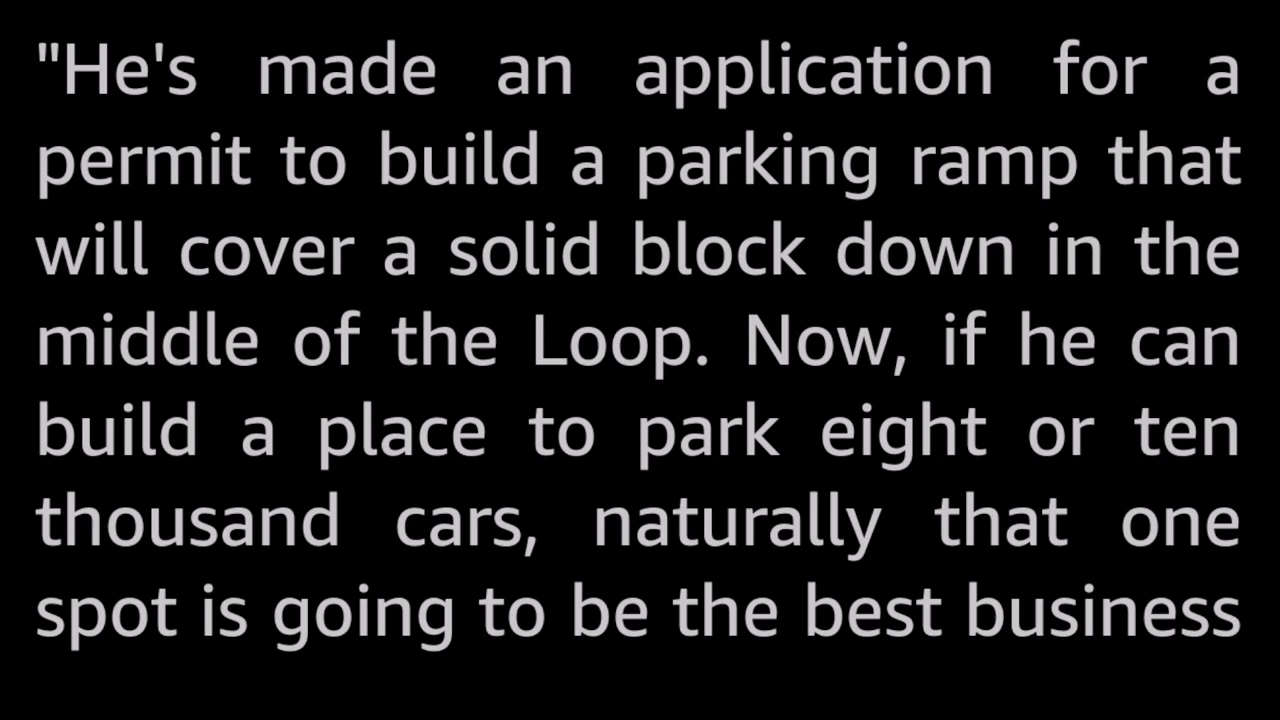 "He's made an application for a
permit to build a parking ramp that
will cover a solid block down in the
middle of the Loop. Now, if he can
build a place to park eight or ten
thousand cars, naturally that one
spot is going to be the best business